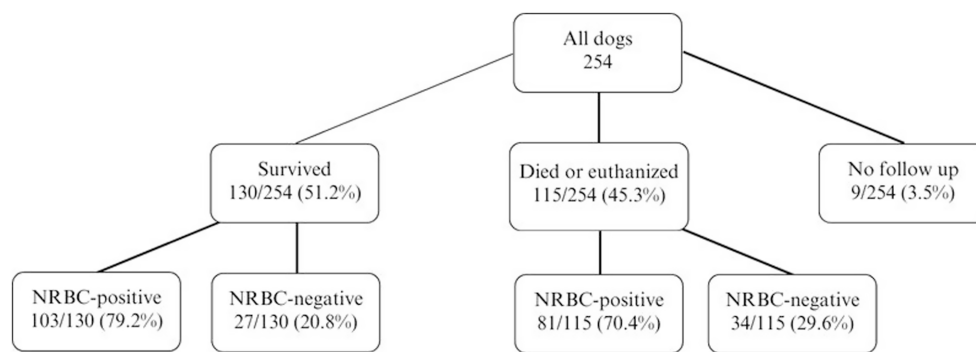 All dogs
254
Survived
130/254 (51.2%)
Died or euthanized
115/254 (45.3%)
No follow up
9/254 (3.5%)
NRBC-positive
103/130 (79.2%)
NRBC-negative
27/130 (20.8%)
NRBC-positive
81/115 (70.4%)
NRBC-negative
34/115 (29.6%)